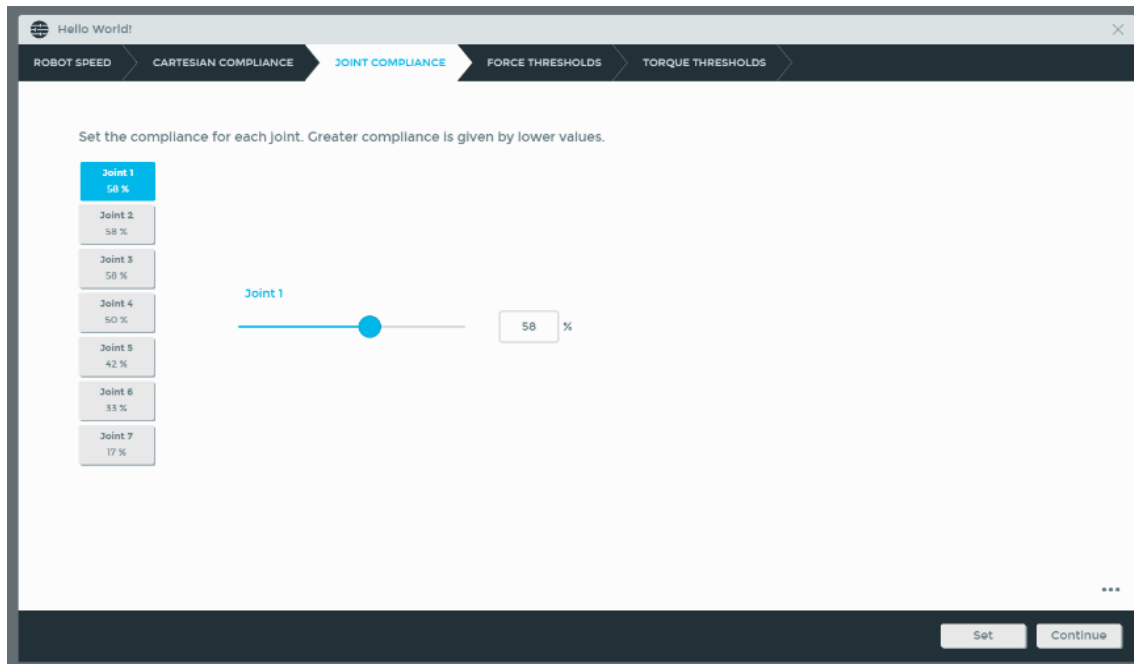 Hello World!
ROBOT SPEED
CARTESIAN COMPLIANCE
JOINT COMPLIANCE
FORCE THRESHOLDS
TORQUE THRESHOLDS
Set the compliance for each joint. Greater compliance is given by lower values.
Joint 1
58 %
Joint 2
58 %
Joint 3
58 %
Joint 4
50 %
Joint 5
42 %
Joint 6
33 %
Joint 7
17 %
Joint 1
58 %
Set
Continue